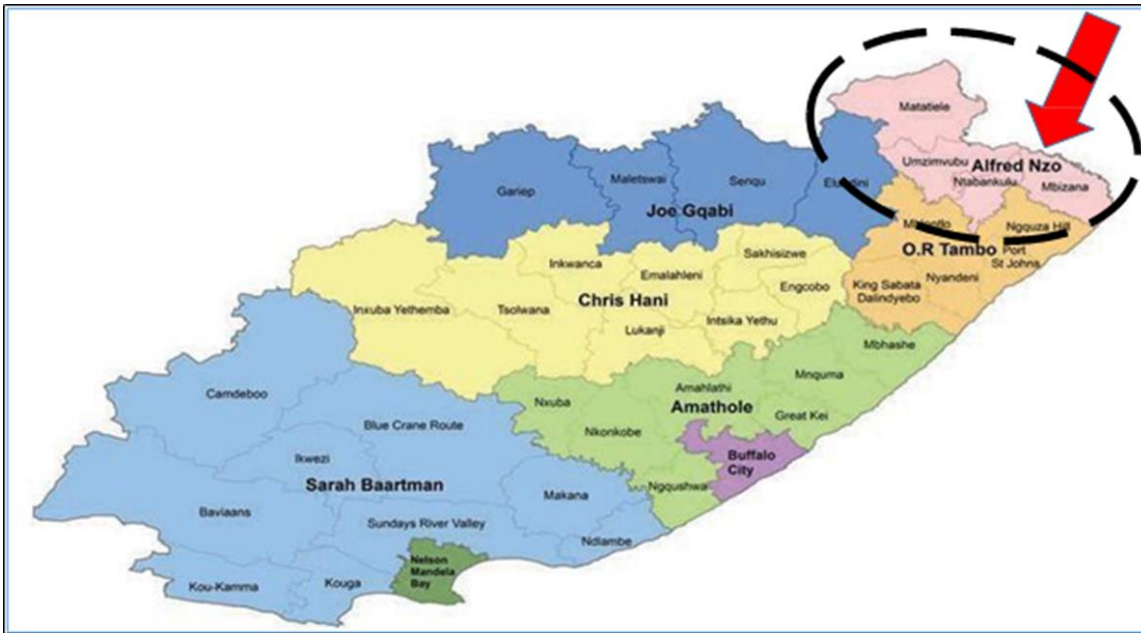 Matatiele
Umzimvubu
Alfred Nzo
Ntabankulu
Mbizana
Gariep
Maletswai
Senqu
Elundini
Joe Gqabi
Mhlontlo
Ngquza Hill
O.R Tambo
Port
St Johns
Nyandeni
King Sabata
Dalindyebo
Sakhisizwe
Inkwanca
Emalahleni
Engcobo
Chris Hani
Inxuba Yethemba
Tsolwana
Intsika Yethu
Lukanji
Mbhashe
Mnquma
Amahlathi
Nxuba
Amathole
Great Kei
Nkonkobe
Buffalo
City
Ngqushwa
Camdeboo
Blue Crane Route
Ikwezi
Sarah Baartman
Makana
Baviaans
Sundays River Valley
Ndlambe
Nelson
Mandela
Bay
Kou-Kamma
Kouga